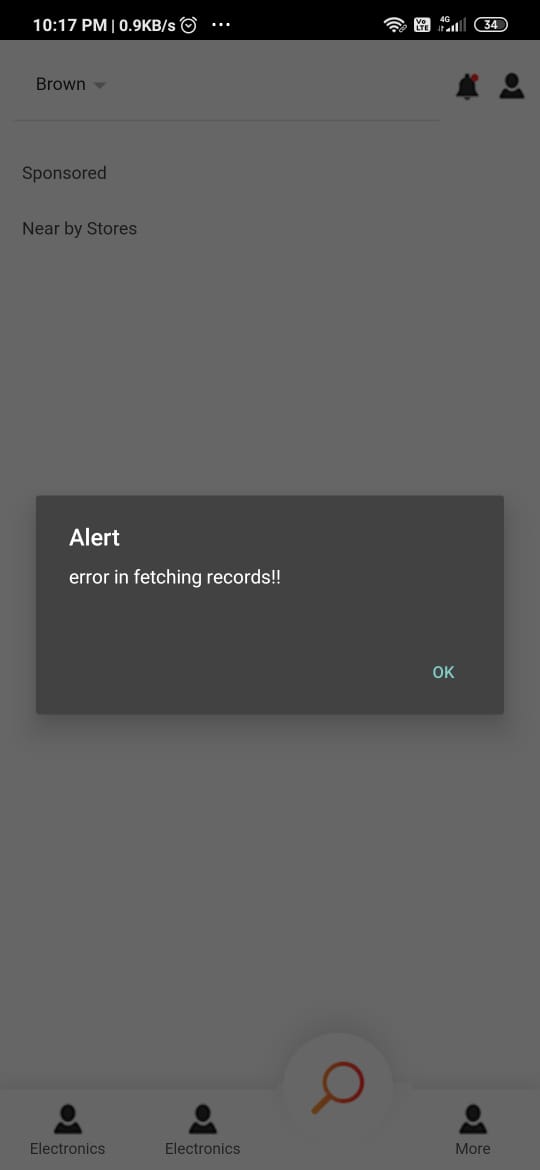 10:17 PM | 0.9KB/s ...
Vo LTE 4G 34
Brown
Sponsored
Near by Stores
Alert
error in fetching records!!
OK
Electronics Electronics More